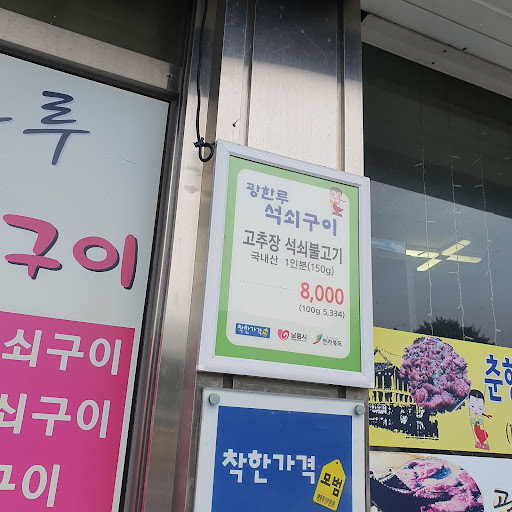 루
구이
쇠구이
쇠구이
구이
광한루
석쇠구이
고추장 석쇠불고기
국내산 1인분(150g)
8,000
(100g 5,334)
착한가격
남원시
전라북도
착한가격
모범
춘향